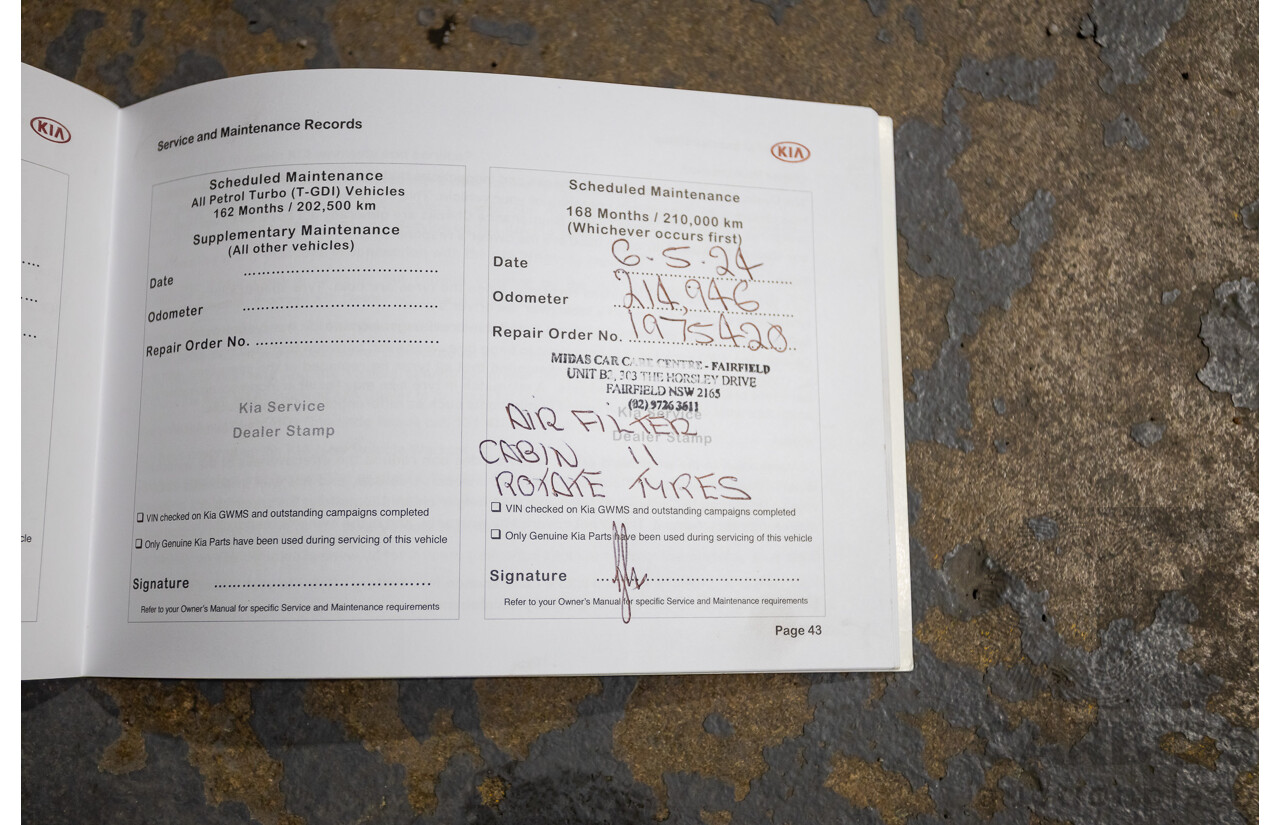 KIA
Service and Maintenance Records
KIA
Scheduled Maintenance
All Petrol Turbo (T-GDI) Vehicles
162 Months / 202,500 km
Supplementary Maintenance
(All other vehicles)
Date ........................................
Odometer ........................................
Repair Order No. ........................................
Kia Service
Dealer Stamp
❑ VIN checked on Kia GWMS and outstanding campaigns completed
❑ Only Genuine Kia Parts have been used during servicing of this vehicle
Signature ........................................
Refer to your Owner's Manual for specific Service and Maintenance requirements
Scheduled Maintenance
168 Months / 210,000 km
(Whichever occurs first)
Date 6.5.24
Odometer 214,946
Repair Order No. 1975420
MIDAS CAR CARE CENTRE - FAIRFIELD
UNIT B2, 303 THE HORSLEY DRIVE
FAIRFIELD NSW 2165
(02) 9726 3611
Kia Service
AIR FILTER
Dealer Stamp
CABIN 11
ROTATE TYRES
❑ VIN checked on Kia GWMS and outstanding campaigns completed
❑ Only Genuine Kia Parts have been used during servicing of this vehicle
Signature ........................................
Refer to your Owner's Manual for specific Service and Maintenance requirements
Page 43
cle